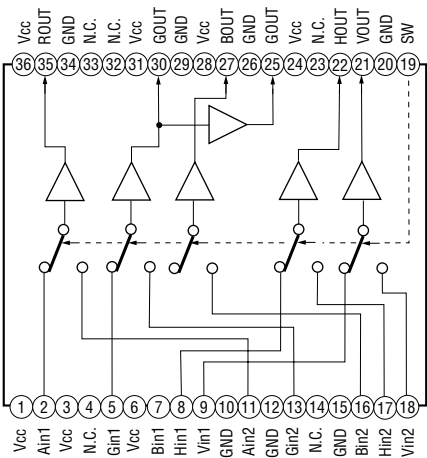 Vcc ROUT GND N.C. N.C. Vcc GOUT GND Vcc BOUT GND GOUT Vcc N.C. HOUT VOUT GND SW
36 35 34 33 32 31 30 29 28 27 26 25 24 23 22 21 20 19
1 2 3 4 5 6 7 8 9 10 11 12 13 14 15 16 17 18
Vcc Ain1 Vcc N.C. Gin1 Vcc Bin1 Hin1 Vin1 GND Ain2 GND Gin2 N.C. GND Bin2 Hin2 Vin2